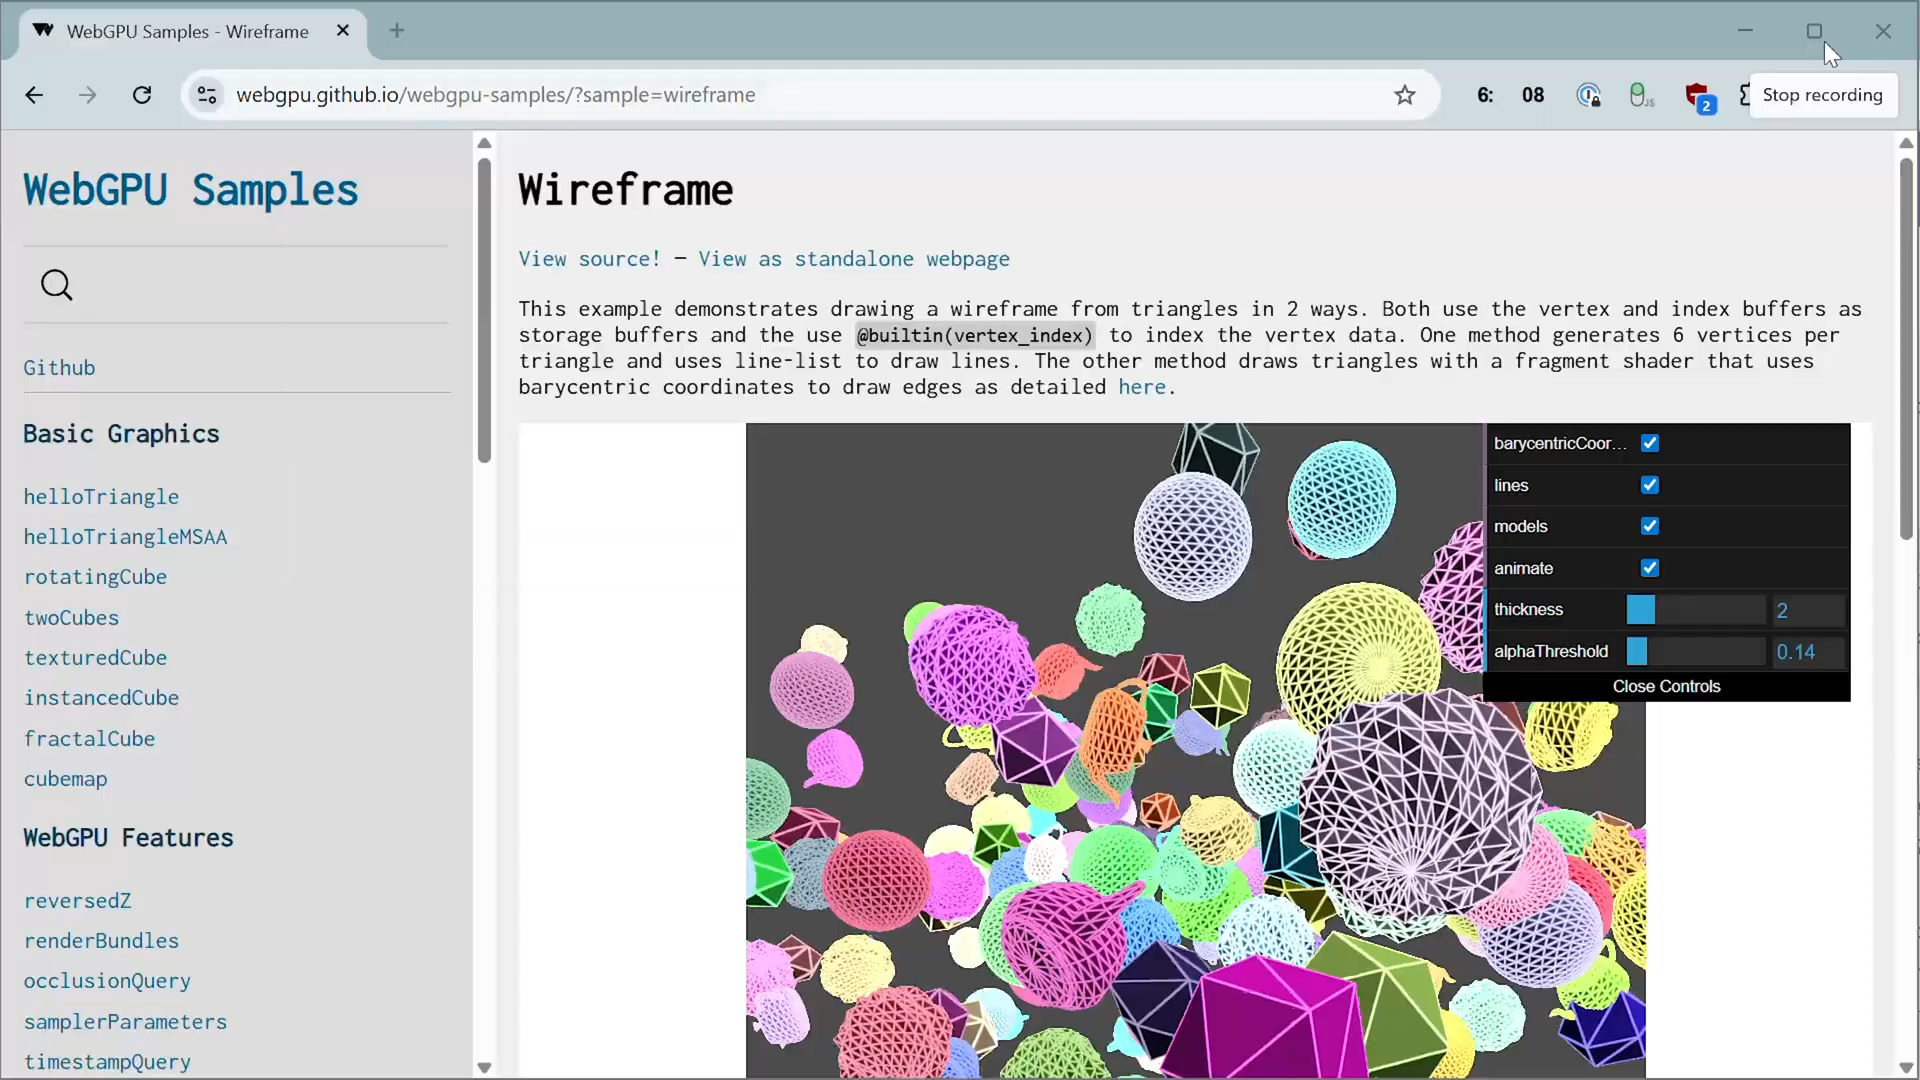 WebGPU Samples - Wireframe
webgpu.github.io/webgpu-samples/?sample=wireframe
6: 08
JS
2
Stop recording
WebGPU Samples
Github
Basic Graphics
helloTriangle
helloTriangleMSAA
rotatingCube
twoCubes
texturedCube
instancedCube
fractalCube
cubemap
WebGPU Features
reversedZ
renderBundles
occlusionQuery
samplerParameters
timestampQuery
Wireframe
View source! — View as standalone webpage
This example demonstrates drawing a wireframe from triangles in 2 ways. Both use the vertex and index buffers as
storage buffers and the use @builtin(vertex_index) to index the vertex data. One method generates 6 vertices per
triangle and uses line-list to draw lines. The other method draws triangles with a fragment shader that uses
barycentric coordinates to draw edges as detailed here.
barycentricCoor...
lines
models
animate
thickness 2
alphaThreshold 0.14
Close Controls